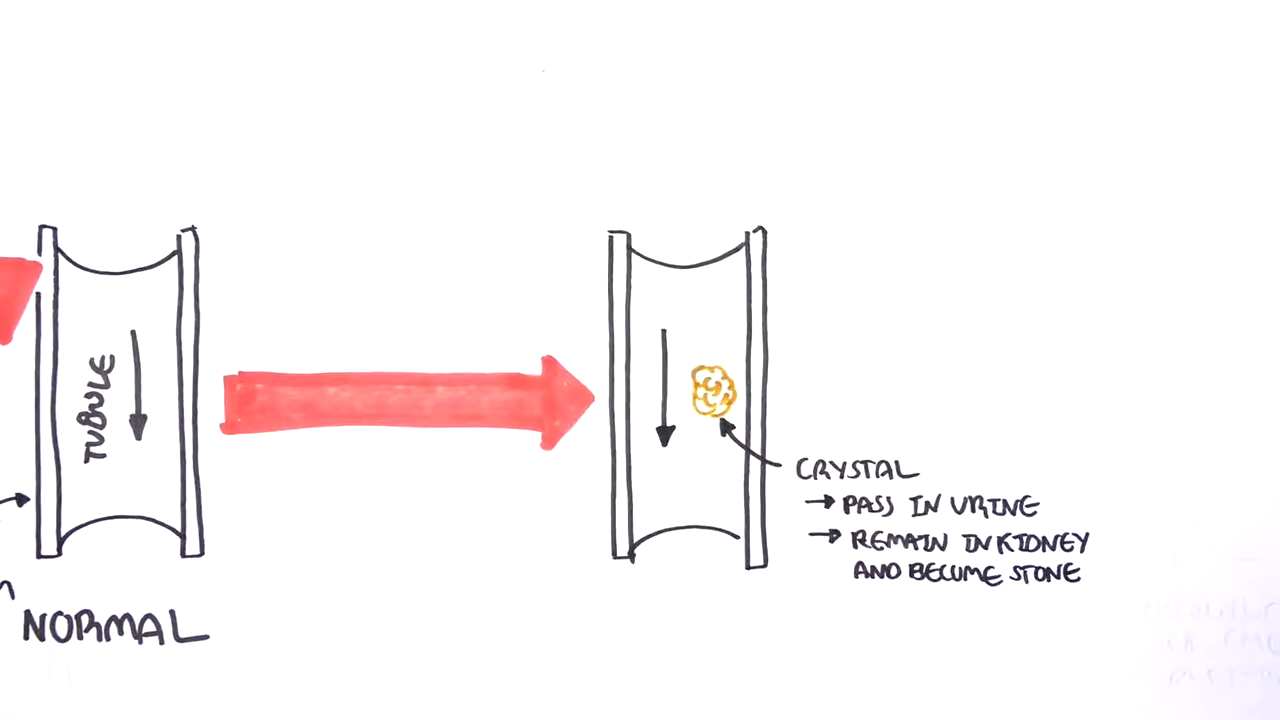 TUBULE
NORMAL
CRYSTAL
→ PASS IN URINE
→ REMAIN IN KIDNEY
AND BECOME STONE